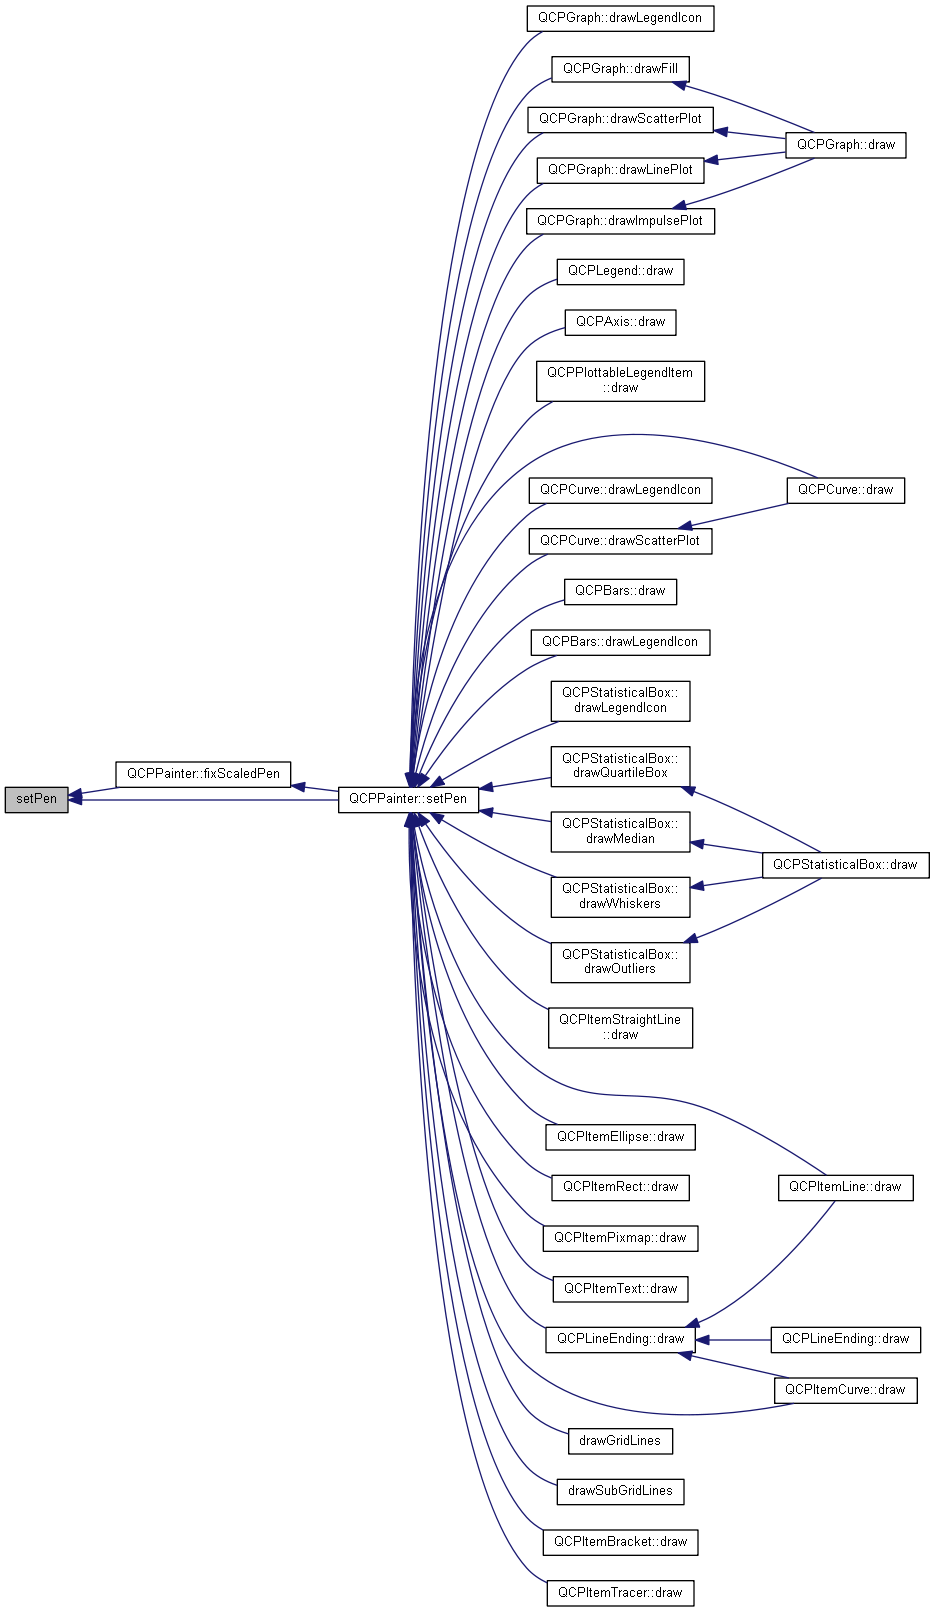 QCPGraph::drawLegendIcon
QCPGraph::drawFill
QCPGraph::drawScatterPlot
QCPGraph::draw
QCPGraph::drawLinePlot
QCPGraph::drawImpulsePlot
QCPLegend::draw
QCPAxis::draw
QCPPlottableLegendItem
::draw
QCPCurve::drawLegendIcon
QCPCurve::draw
QCPCurve::drawScatterPlot
QCPBars::draw
QCPBars::drawLegendIcon
QCPStatisticalBox::
drawLegendIcon
QCPStatisticalBox::
drawQuartileBox
QCPPainter::fixScaledPen
setPen
QCPPainter::setPen
QCPStatisticalBox::
drawMedian
QCPStatisticalBox::draw
QCPStatisticalBox::
drawWhiskers
QCPStatisticalBox::
drawOutliers
QCPItemStraightLine
::draw
QCPItemEllipse::draw
QCPItemRect::draw
QCPItemLine::draw
QCPItemPixmap::draw
QCPItemText::draw
QCPLineEnding::draw
QCPLineEnding::draw
QCPItemCurve::draw
drawGridLines
drawSubGridLines
QCPItemBracket::draw
QCPItemTracer::draw